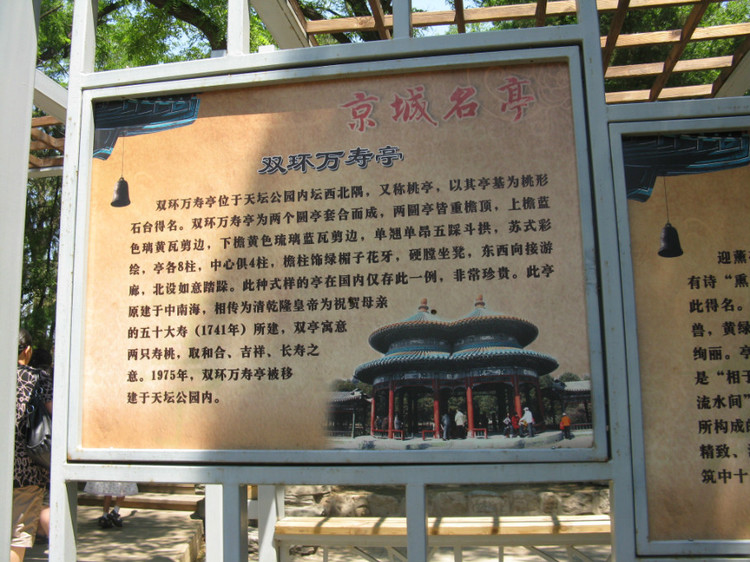 京城名亭
双环万寿亭
双环万寿亭位于天坛公园内坛西北隅，又称桃亭，以其亭基为桃形
石台得名。双环万寿亭为两个圆亭套合而成，两圆亭皆重檐顶，上檐蓝
色琉璃黄瓦剪边，下檐黄色琉璃蓝瓦剪边，单翘单昂五踩斗拱，苏式彩
绘，亭各8柱，中心俱4柱，檐柱饰绿楣子花牙，硬膛坐凳，东西向接游
廊，北设如意踏跺。此种式样的亭在国内仅存此一例，非常珍贵。此亭
原建于中南海，相传为清乾隆皇帝为祝贺母亲
的五十大寿（1741年）所建，双亭寓意
两只寿桃，取和合、吉祥、长寿之
意。1975年，双环万寿亭被移
建于天坛公园内。
迎薰
有诗“熏
此得名。
兽，黄绿
绚丽。亭
是“相于
流水间”
所构成的
精致、
筑中十